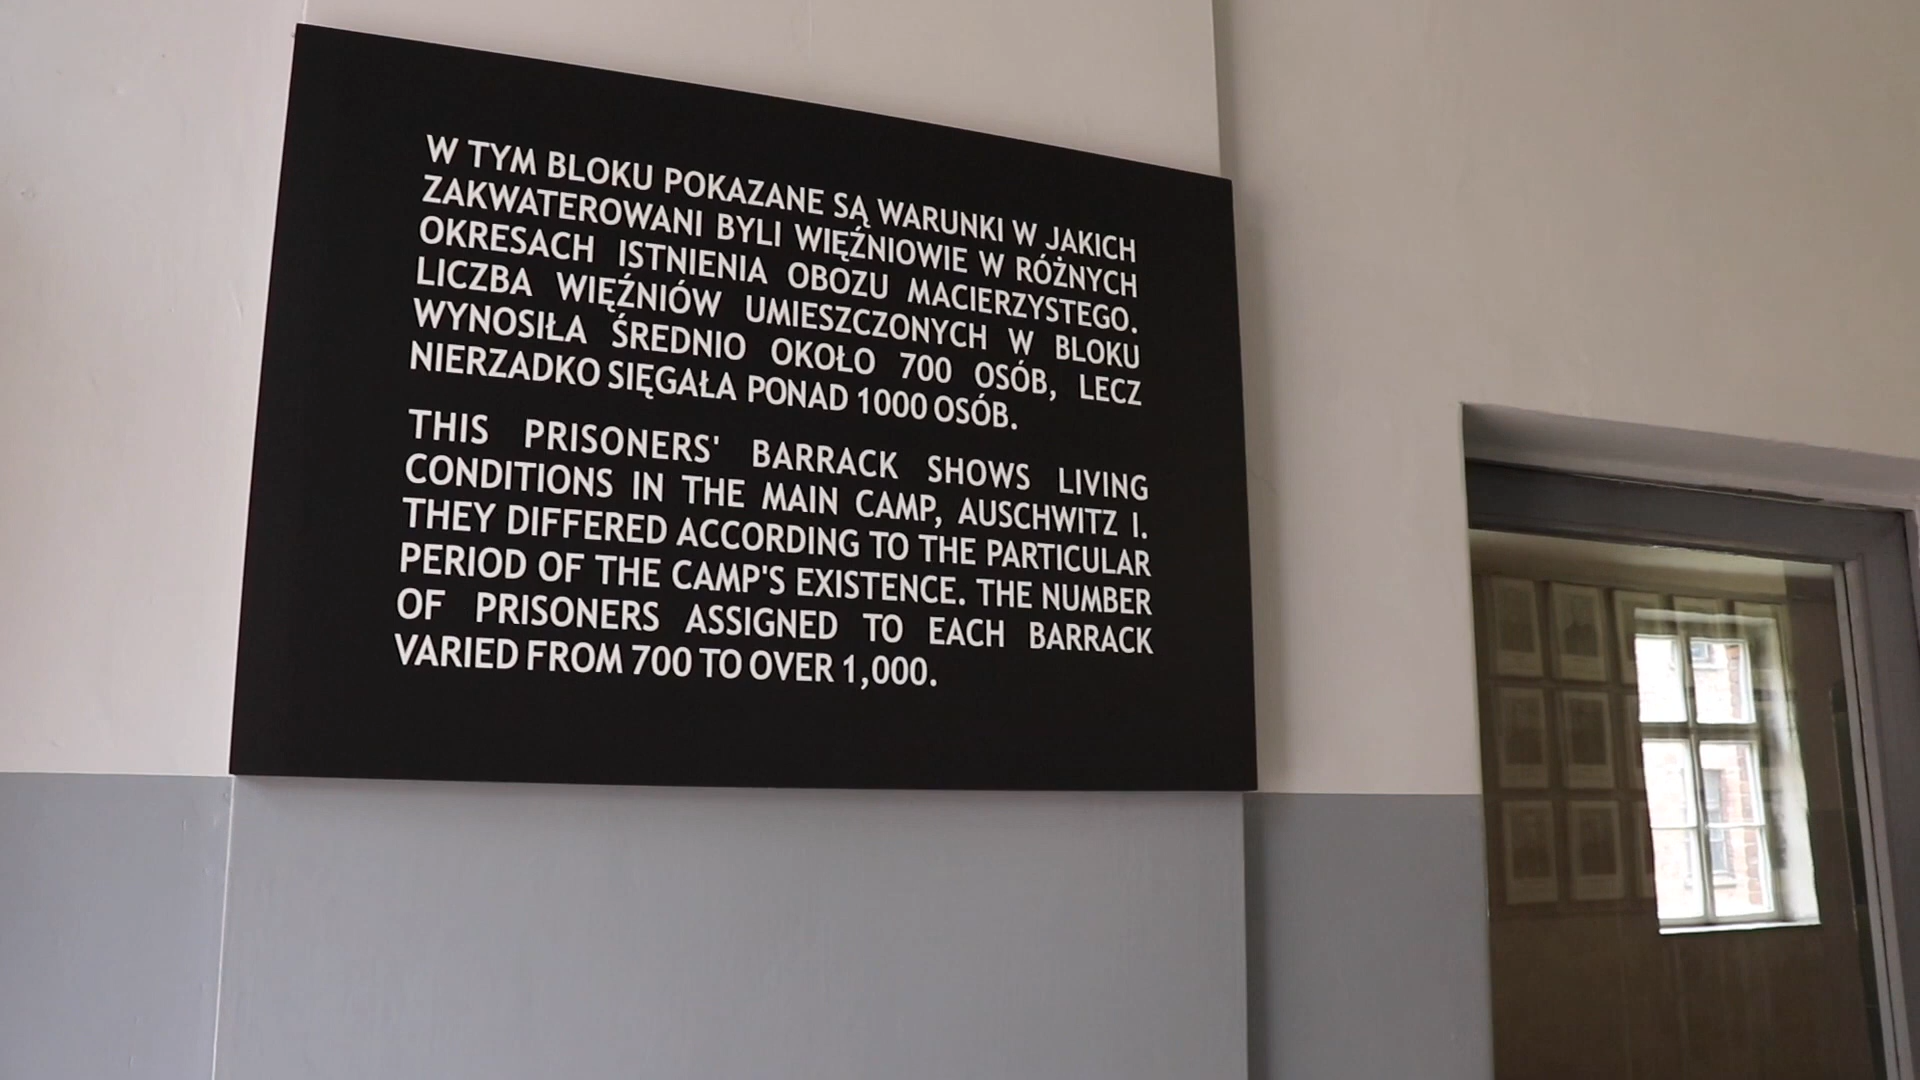 W TYM BLOKU POKAZANE SĄ WARUNKI W JAKICH
ZAKWATEROWANI BYLI WIĘŹNIOWIE W RÓŻNYCH
OKRESACH ISTNIENIA OBOZU MACIERZYSTEGO.
LICZBA WIĘŹNIÓW UMIESZCZONYCH W BLOKU
WYNOSIŁA ŚREDNIO OKOŁO 700 OSÓB, LECZ
NIERZADKO SIĘGAŁA PONAD 1000 OSÓB.
THIS PRISONERS' BARRACK SHOWS LIVING
CONDITIONS IN THE MAIN CAMP, AUSCHWITZ I.
THEY DIFFERED ACCORDING TO THE PARTICULAR
PERIOD OF THE CAMP'S EXISTENCE. THE NUMBER
OF PRISONERS ASSIGNED TO EACH BARRACK
VARIED FROM 700 TO OVER 1,000.